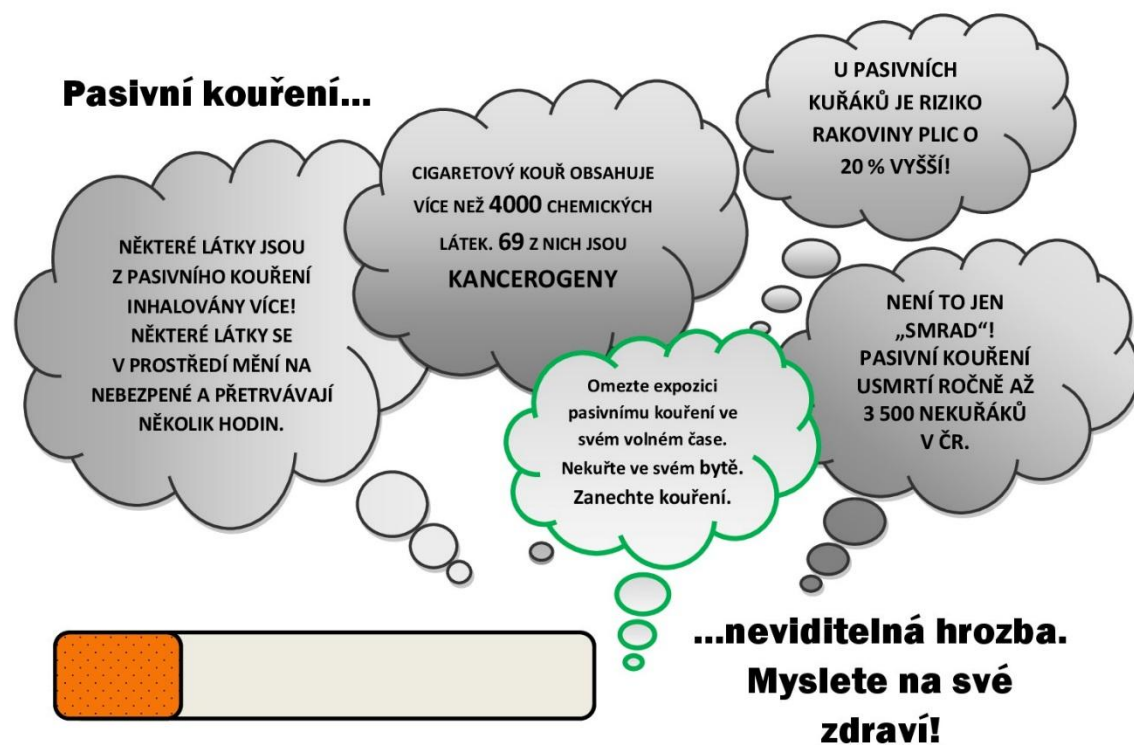 Pasivní kouření...
NĚKTERÉ LÁTKY JSOU
Z PASIVNÍHO KOUŘENÍ
INHALOVÁNY VÍCE!
NĚKTERÉ LÁTKY SE
V PROSTŘEDÍ MĚNÍ NA
NEBEZPENÉ A PŘETRVÁVAJÍ
NĚKOLIK HODIN.
CIGARETOVÝ KOUŘ OBSAHUJE
VÍCE NEŽ 4000 CHEMICKÝCH
LÁTEK. 69 Z NICH JSOU
KANCEROGENY
U PASIVNÍCH
KUŘÁKŮ JE RIZIKO
RAKOVINY PLIC O
20 % VYŠŠÍ!
NENÍ TO JEN
„SMRAD“!
PASIVNÍ KOUŘENÍ
USMRTÍ ROČNĚ AŽ
3 500 NEKUŘÁKŮ
V ČR.
Omezte expozici
pasivnímu kouření ve
svém volném čase.
Nekuřte ve svém bytě.
Zanechte kouření.
...neviditelná hrozba.
Myslete na své
zdraví!